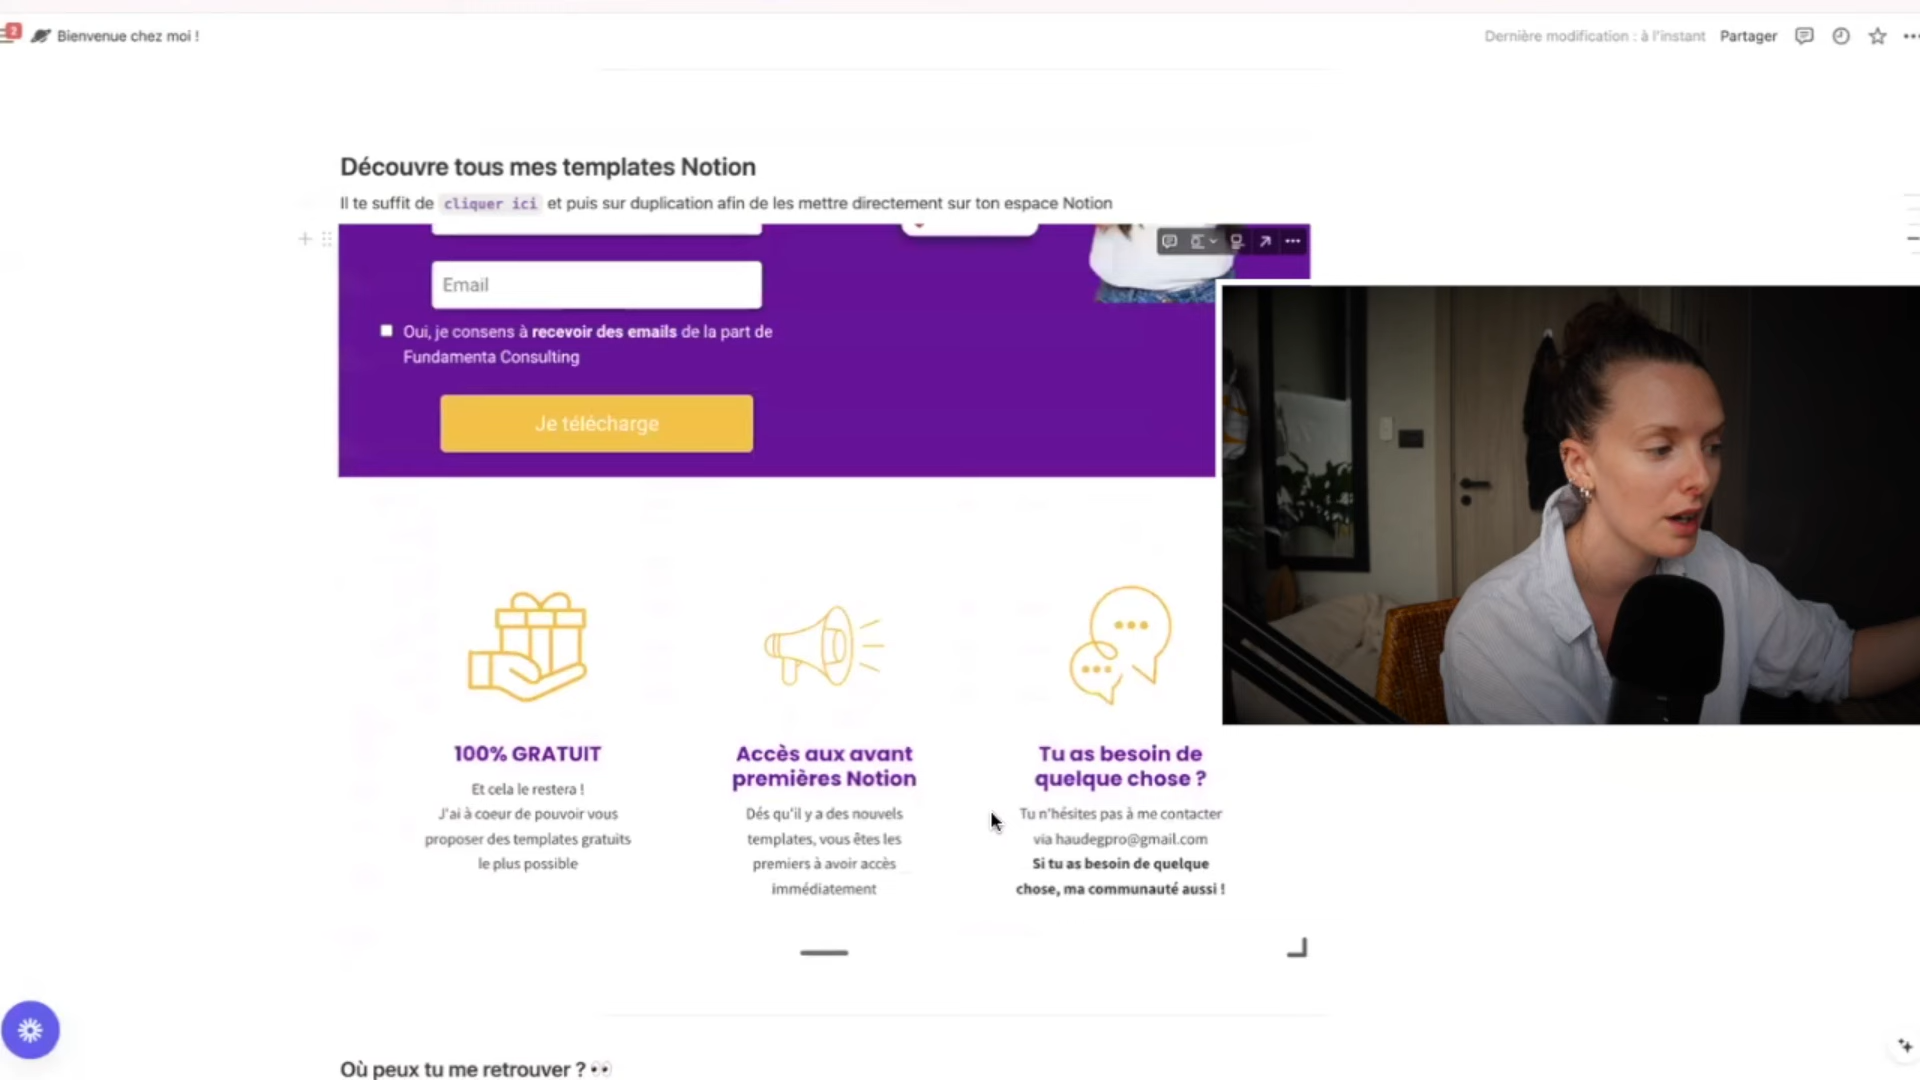 2
Bienvenue chez moi !
Dernière modification : à l'instant
Partager
Découvre tous mes templates Notion
Il te suffit de cliquer ici et puis sur duplication afin de les mettre directement sur ton espace Notion
Email
Oui, je consens à recevoir des emails de la part de
Fundamenta Consulting
Je télécharge
100% GRATUIT
Et cela le restera !
J'ai à coeur de pouvoir vous
proposer des templates gratuits
le plus possible
Accès aux avant
premières Notion
Dés qu'il y a des nouvels
templates, vous êtes les
premiers à avoir accès
immédiatement
Tu as besoin de
quelque chose ?
Tu n'hésites pas à me contacter
via haudegpro@gmail.com
Si tu as besoin de quelque
chose, ma communauté aussi !
Où peux tu me retrouver ? 👀